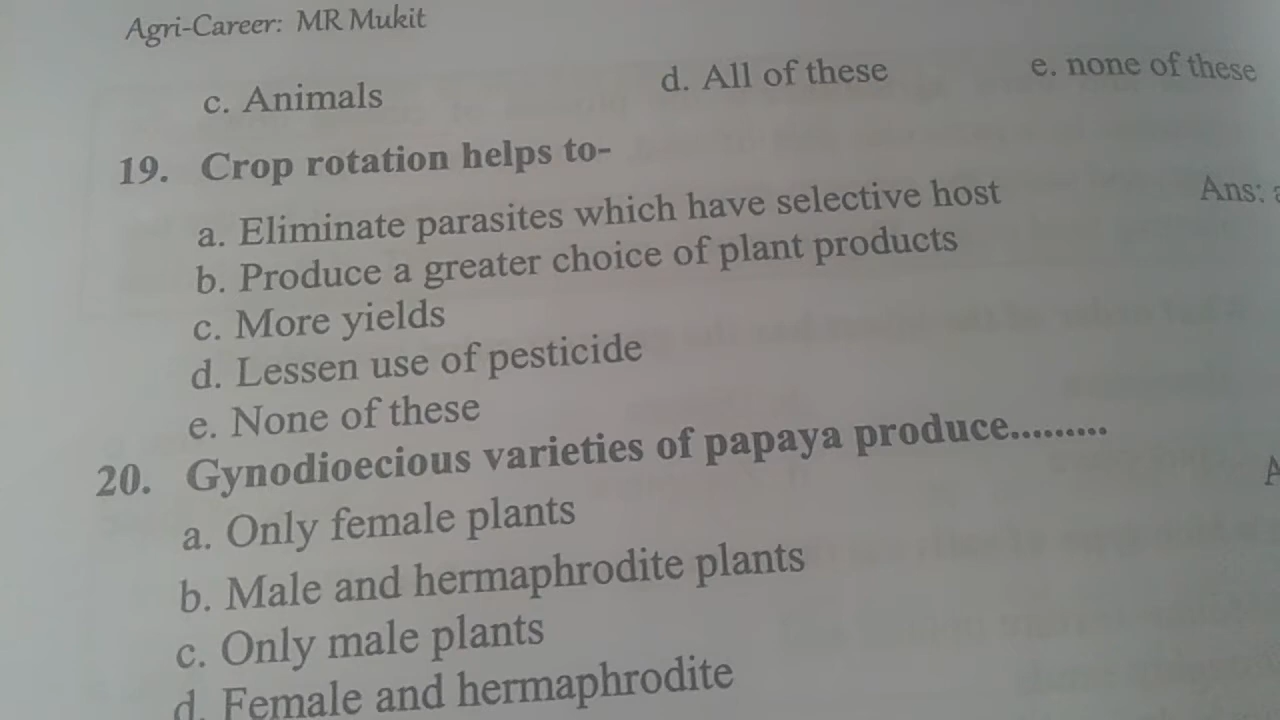 Agri-Career: MR Mukit
c. Animals d. All of these e. none of these
19. Crop rotation helps to-
a. Eliminate parasites which have selective host Ans:
b. Produce a greater choice of plant products
c. More yields
d. Lessen use of pesticide
e. None of these
20. Gynodioecious varieties of papaya produce.........
a. Only female plants
b. Male and hermaphrodite plants
c. Only male plants
d. Female and hermaphrodite